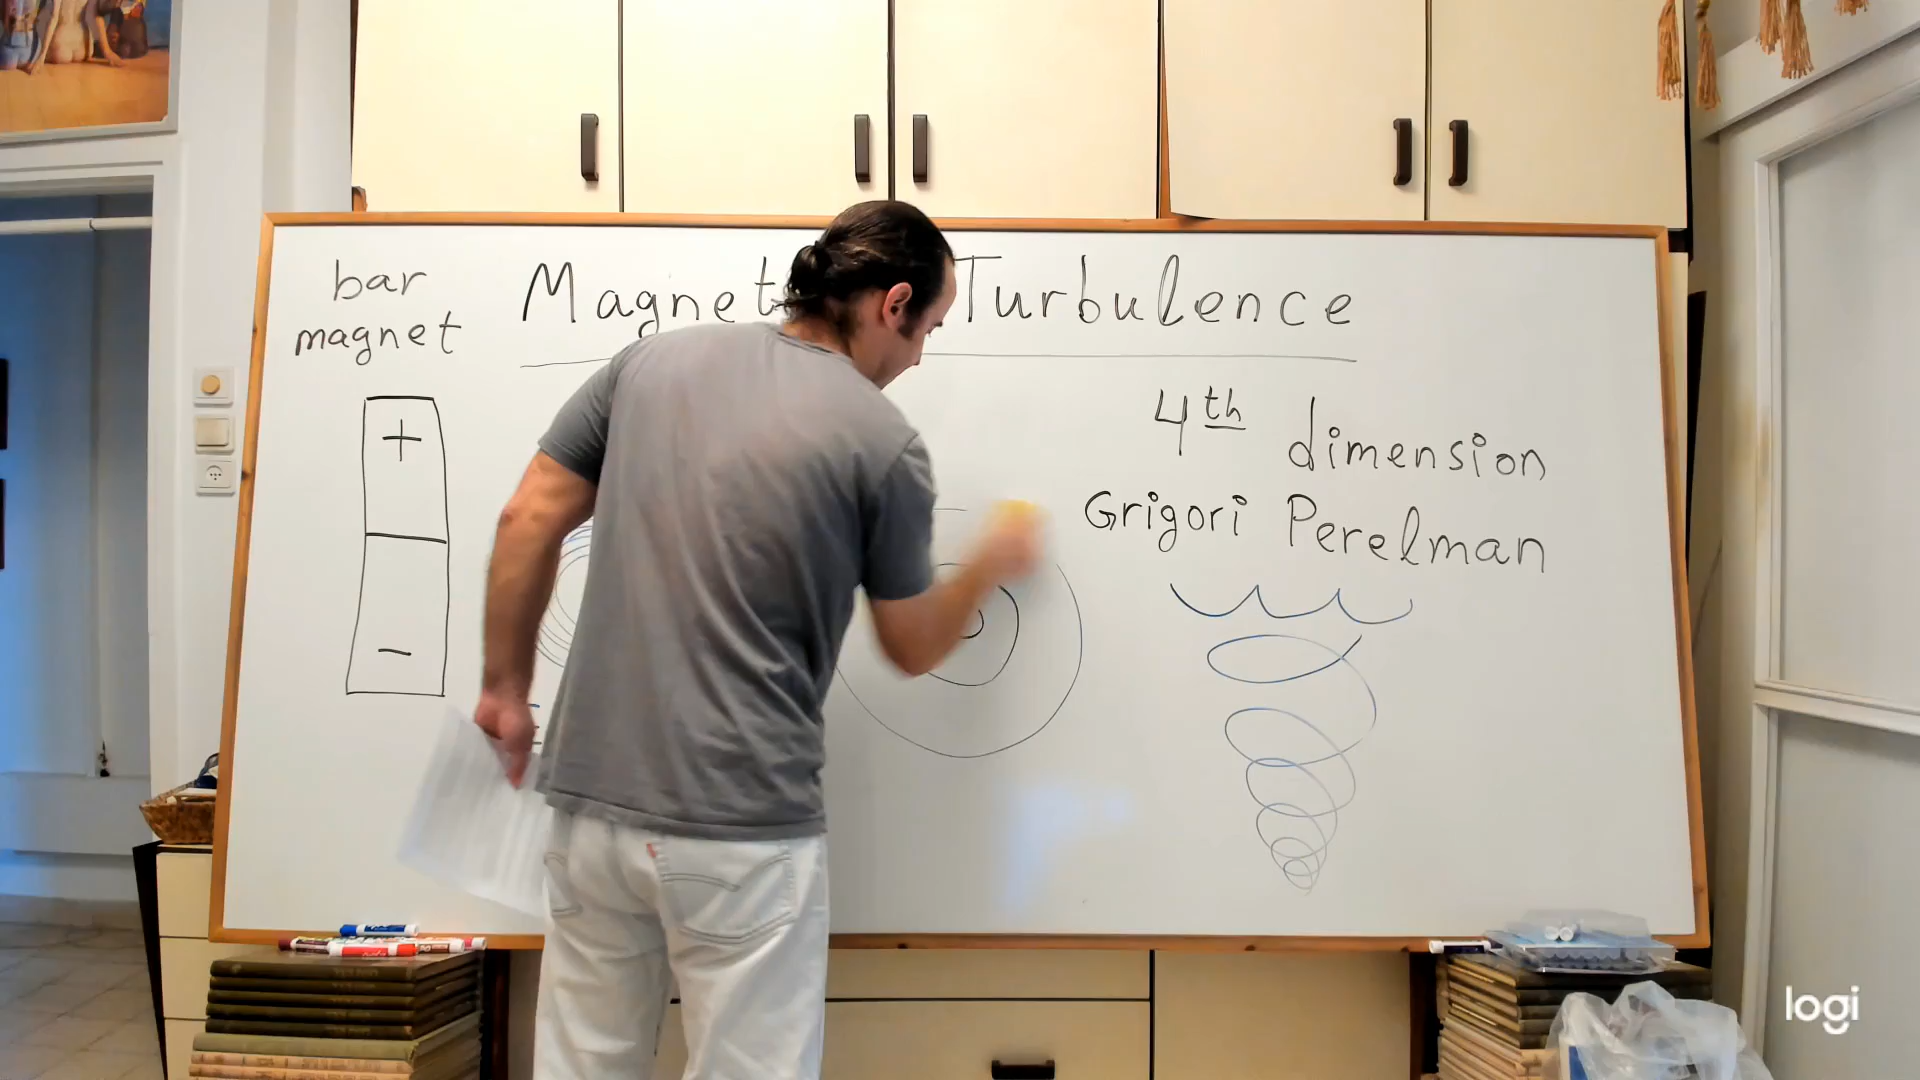 bar
magnet
Magnet Turbulence
+
-
4th dimension
Grigori Perelman
logi